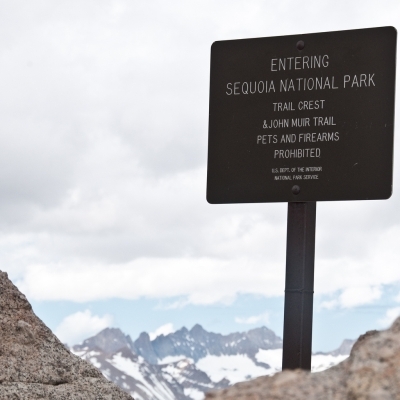 ENTERING
SEQUOIA NATIONAL PARK
TRAIL CREST
&JOHN MUIR TRAIL
PETS AND FIREARMS
PROHIBITED
U.S. DEPT. OF THE INTERIOR
NATIONAL PARK SERVICE